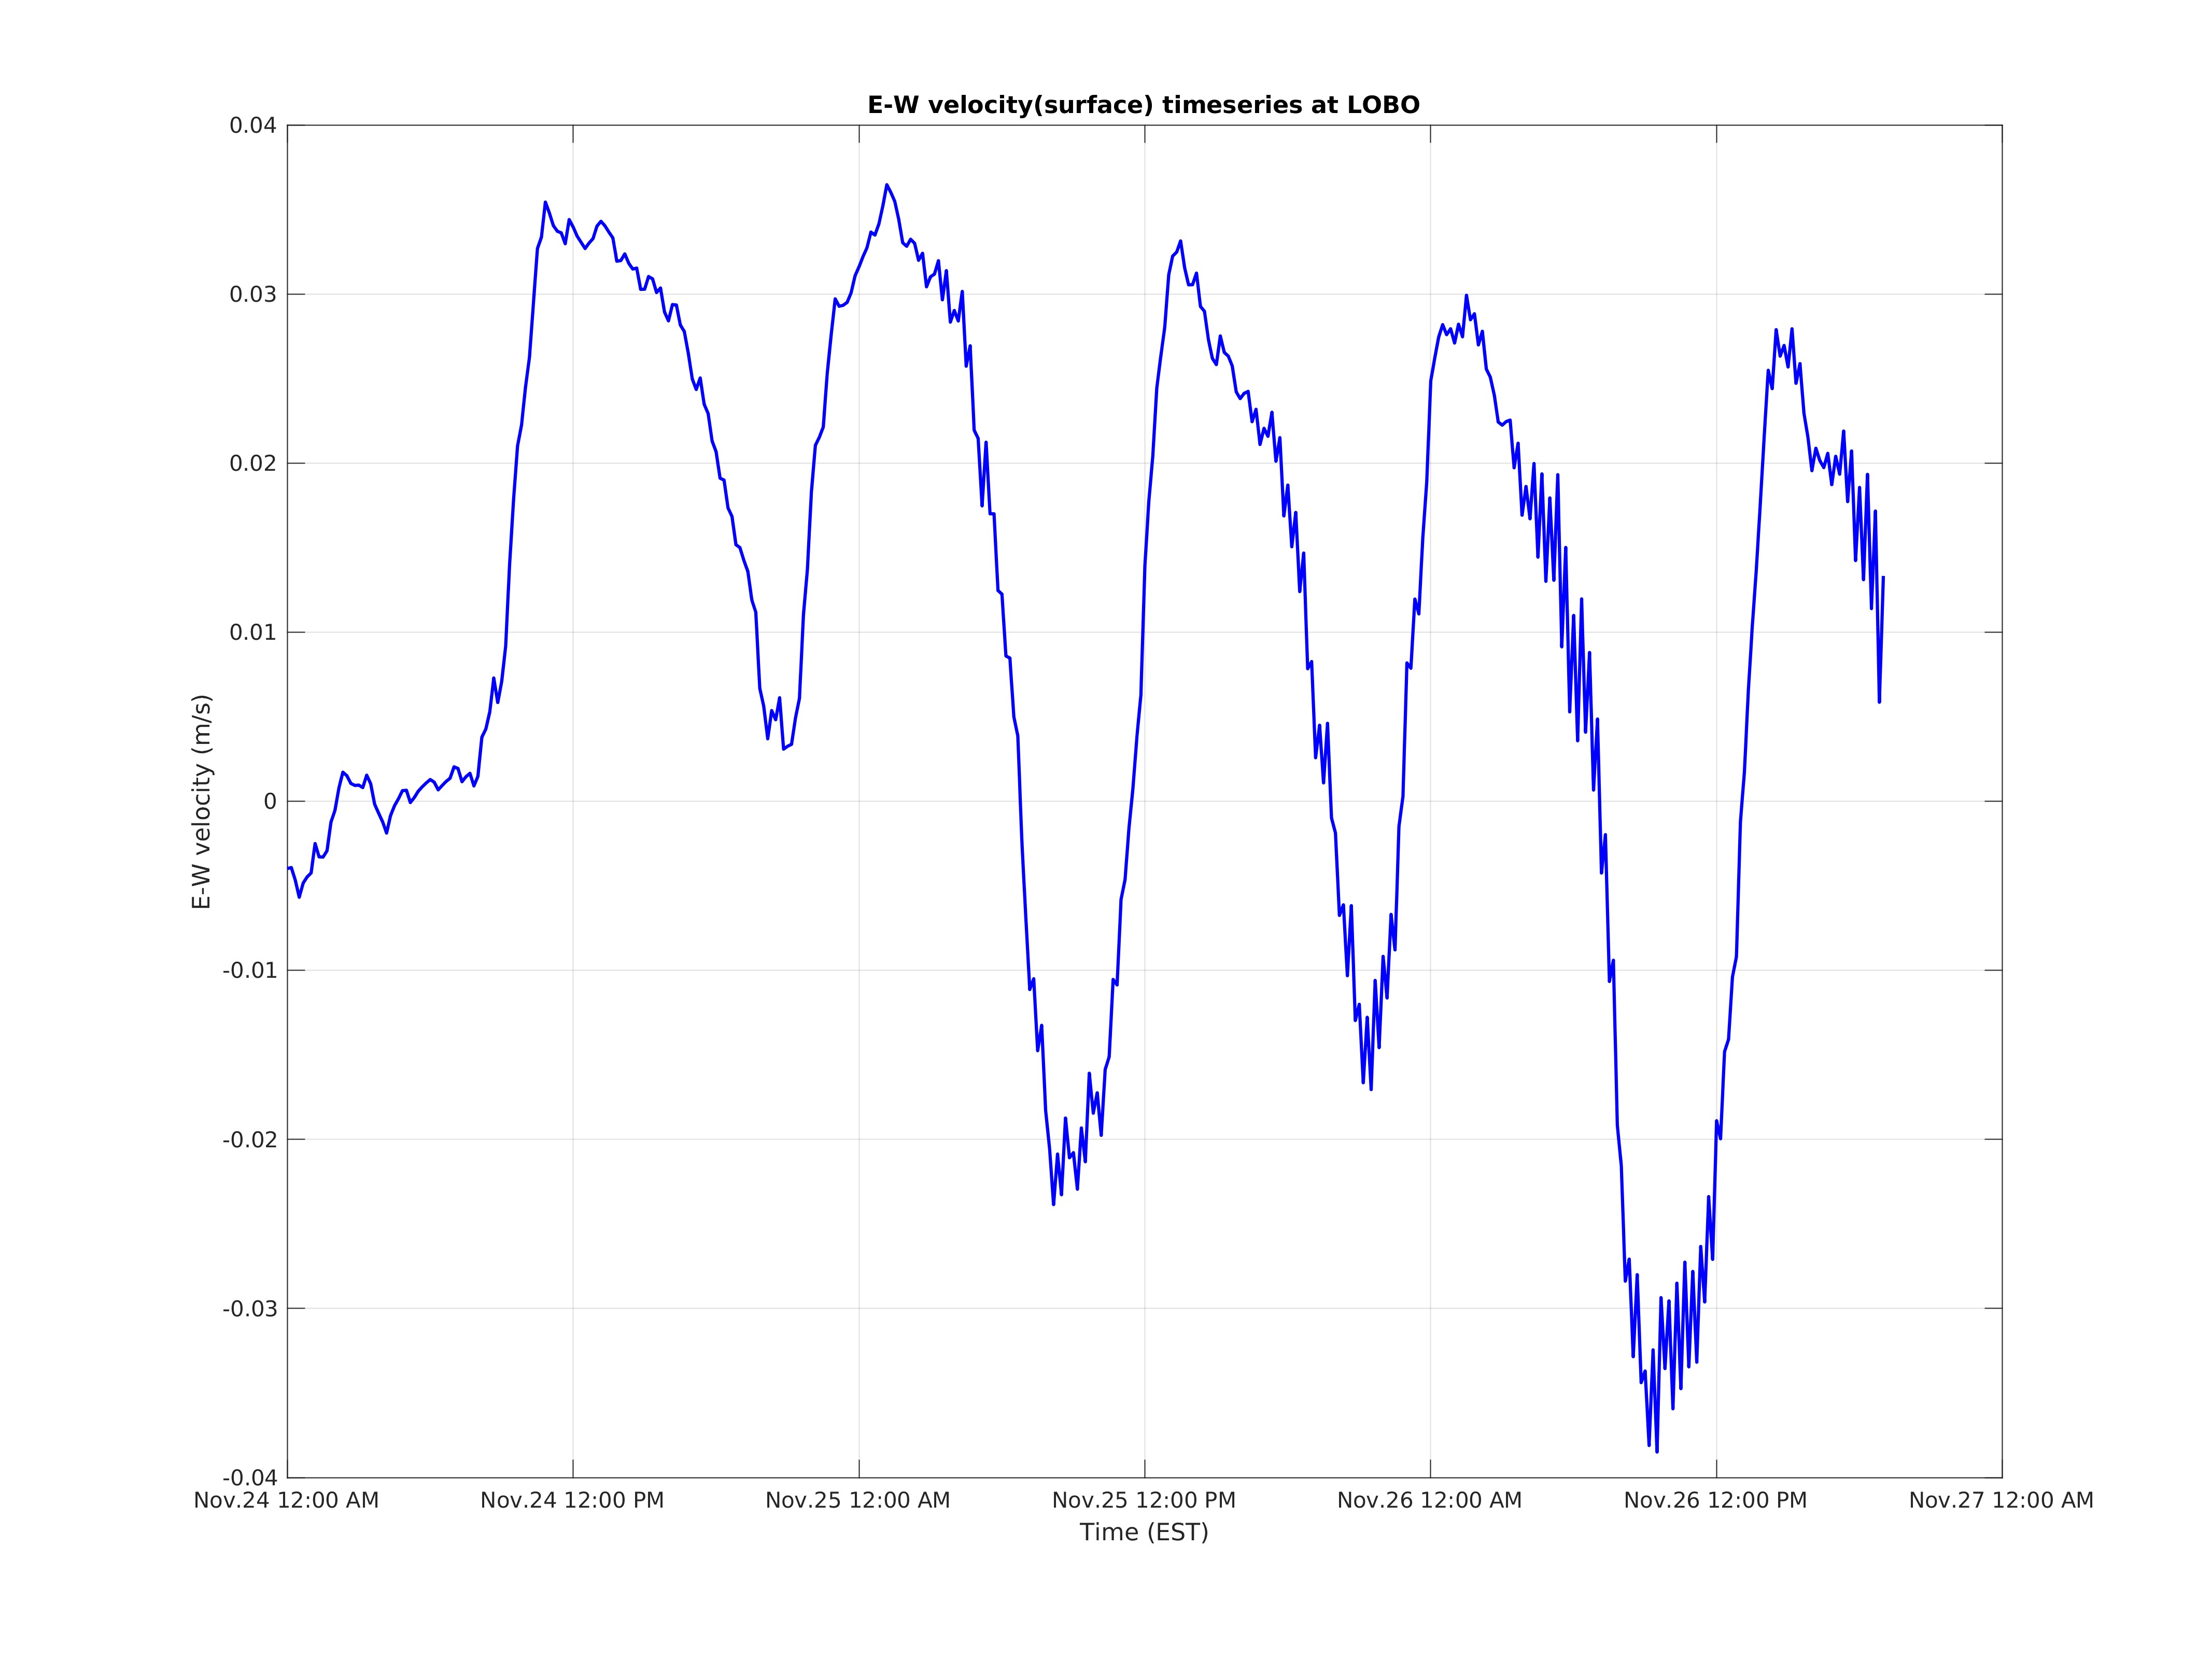 E-W velocity(surface) timeseries at LOBO
0.04
0.03
0.02
0.01
0
-0.01
-0.02
-0.03
-0.04
E-W velocity (m/s)
Nov.24 12:00 AM Nov.24 12:00 PM Nov.25 12:00 AM Nov.25 12:00 PM Nov.26 12:00 AM Nov.26 12:00 PM Nov.27 12:00 AM
Time (EST)